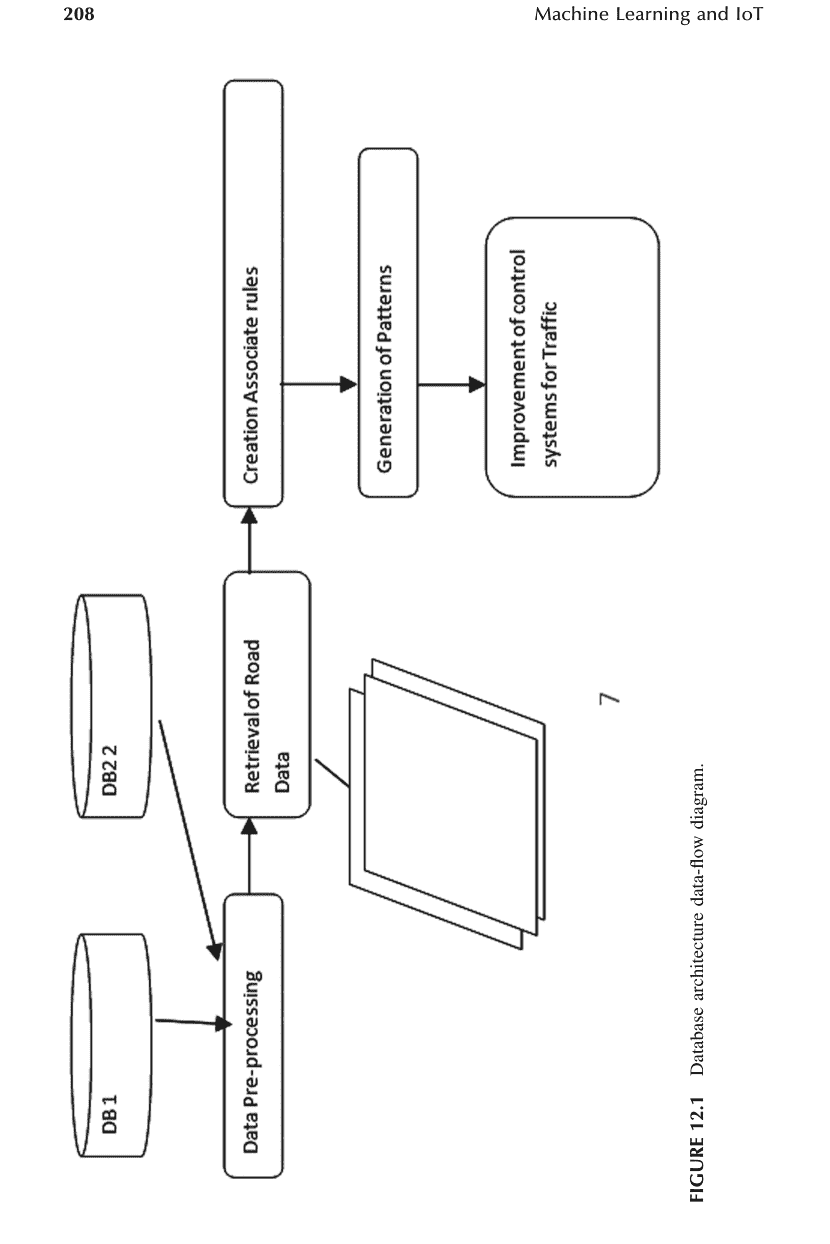 208
Machine Learning and IoT
DB 1
DB2 2
Data Pre-processing
Retrieval of Road
Data
Creation Associate rules
Generation of Patterns
Improvement of control
systems for Traffic
7
FIGURE 12.1 Database architecture data-flow diagram.